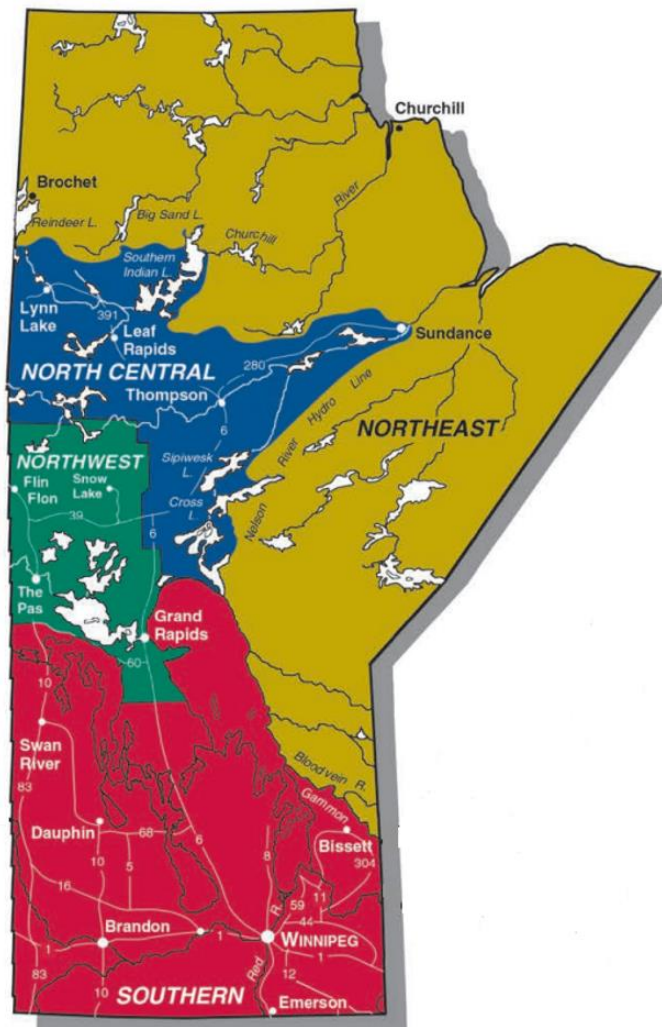 Churchill
Brochet
Reindeer L.
Big Sand L.
Churchill
River
Southern
Indian L.
Lynn
Lake
391
Leaf
Rapids
Sundance
NORTH CENTRAL
280
Thompson
6
River Hydro Line
NORTHEAST
NORTHWEST
Sipiwesk
L.
Flin
Flon
Snow
Lake
Cross
L.
Nelson
39
6
The
Pas
Grand
Rapids
60
10
Swan
River
83
Bloodvein R.
Gammon
Dauphin
68
6
8
Bissett
304
10
5
16
59
11
44
R.
Brandon
1
1
WINNIPEG
1
83
10
Red
12
SOUTHERN
Emerson